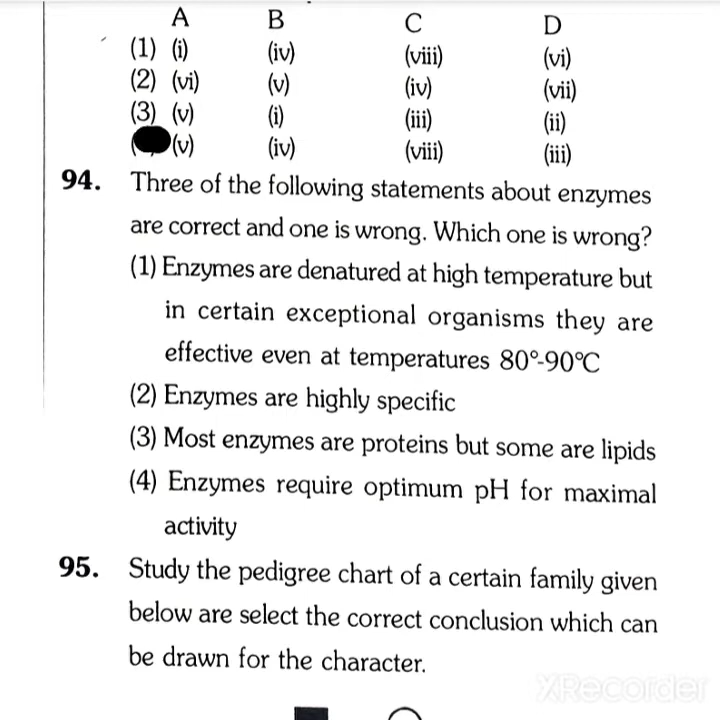 A B C D
(1) (i) (iv) (viii) (vi)
(2) (vi) (v) (iv) (vii)
(3) (v) (i) (iii) (ii)
(v) (iv) (viii) (iii)
94. Three of the following statements about enzymes
are correct and one is wrong. Which one is wrong?
(1) Enzymes are denatured at high temperature but
in certain exceptional organisms they are
effective even at temperatures 80°-90°C
(2) Enzymes are highly specific
(3) Most enzymes are proteins but some are lipids
(4) Enzymes require optimum pH for maximal
activity
95. Study the pedigree chart of a certain family given
below are select the correct conclusion which can
be drawn for the character.
XRecorder